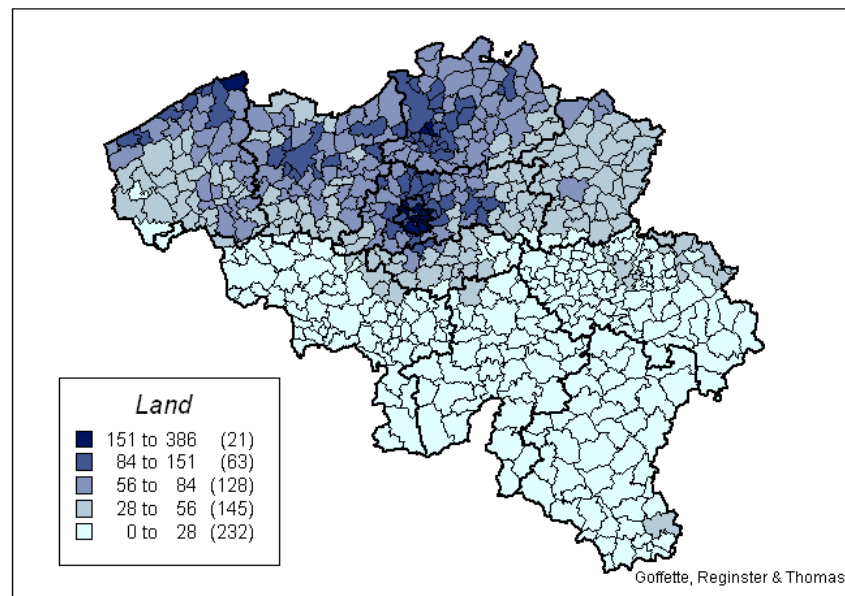 Land
151 to 386 (21)
84 to 151 (63)
56 to 84 (128)
28 to 56 (145)
0 to 28 (232)
Goffette, Reginster & Thomas